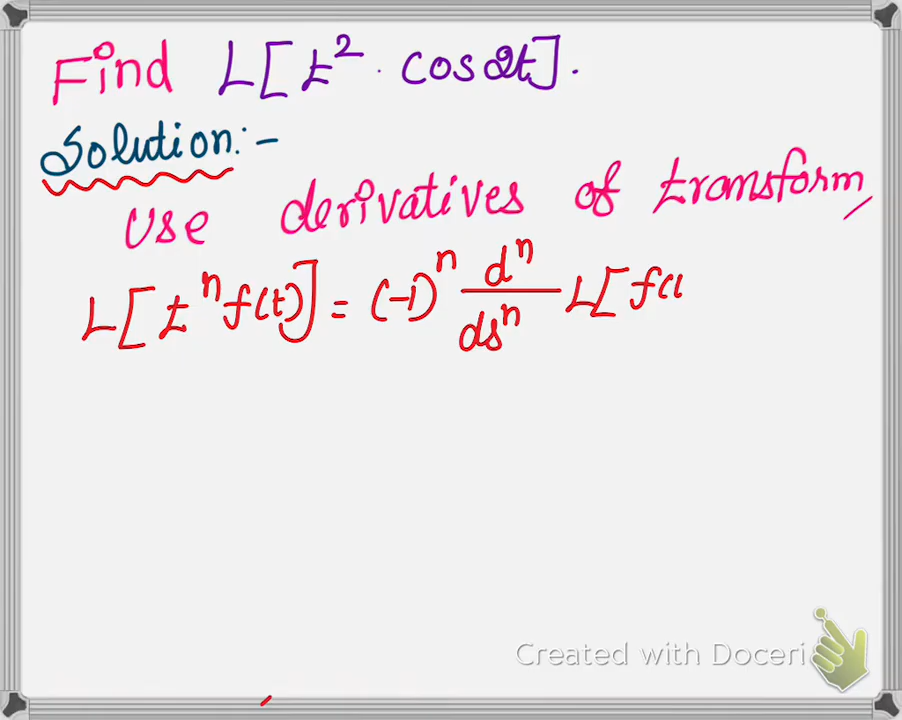 Find L[t² · cos2t].
Solution:-
Use derivatives of transform,
L[tⁿf(t)] = (-1)ⁿ dⁿ/dsⁿ L[f(
Created with Doceri